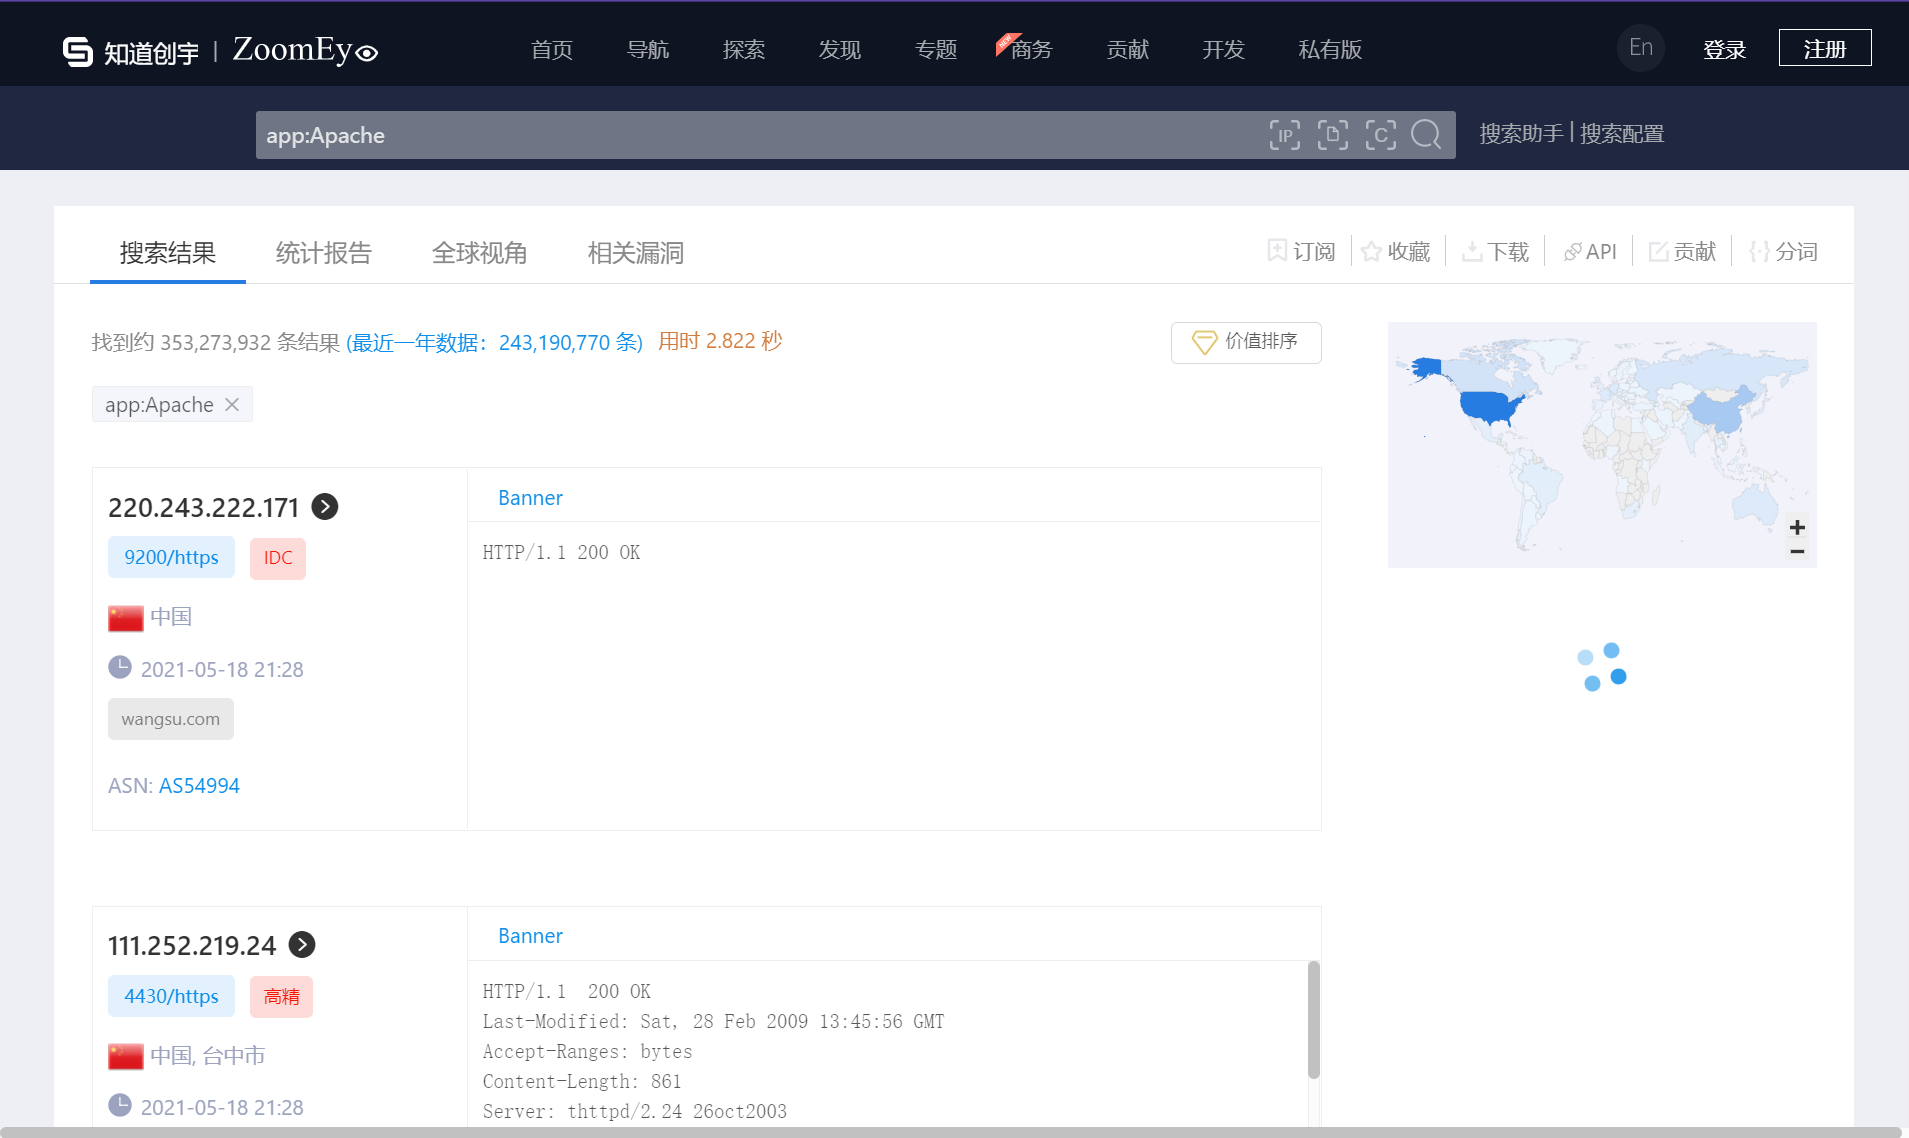 知道创宇 | ZoomEye
首页 导航 探索 发现 专题 NEW 商务 贡献 开发 私有版 En 登录 注册
app:Apache IP C 搜索助手 | 搜索配置
搜索结果 统计报告 全球视角 相关漏洞 订阅 收藏 下载 API 贡献 分词
找到约 353,273,932 条结果 (最近一年数据：243,190,770 条) 用时 2.822 秒 价值排序
app:Apache
220.243.222.171
9200/https IDC
中国
2021-05-18 21:28
wangsu.com
ASN: AS54994
Banner
HTTP/1.1 200 OK
111.252.219.24
4430/https 高精
中国, 台中市
2021-05-18 21:28
Banner
HTTP/1.1  200 OK
Last-Modified: Sat, 28 Feb 2009 13:45:56 GMT
Accept-Ranges: bytes
Content-Length: 861
Server: thttpd/2.24 26oct2003